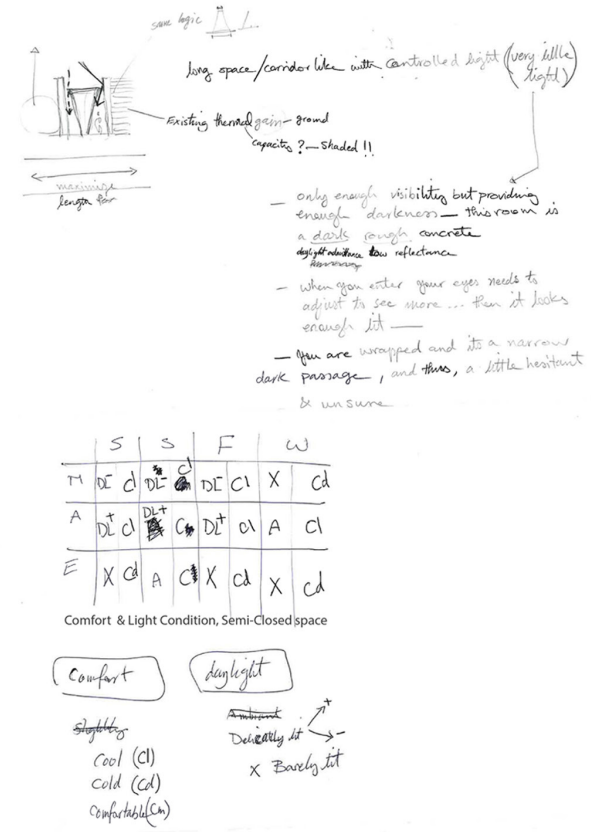 same logic
long space/corridor like with controlled light (very little light)
Existing thermal gain – ground
capacity? – shaded!!
maximize
length for
– only enough visibility but providing
enough darkness – this room is
a dark rough concrete
daylight admittance low reflectance
– when you enter your eyes needs to
adjust to see more... then it looks
enough lit –
– You are wrapped and its a narrow
dark passage, and thus, a little hesitant
& unsure
S S F W
M DL- Cl DL- Cl DL- Cl X Cd
A DL+ Cl DL+ C DL+ Cl A Cl
E X Cd A C X Cd X Cd
Comfort & Light Condition, Semi-Closed space
Comfort daylight
Slightly
Cool (Cl)
Cold (Cd)
Comfortable (Cm)
Ambiant
Delicately lit + -
X Barely lit